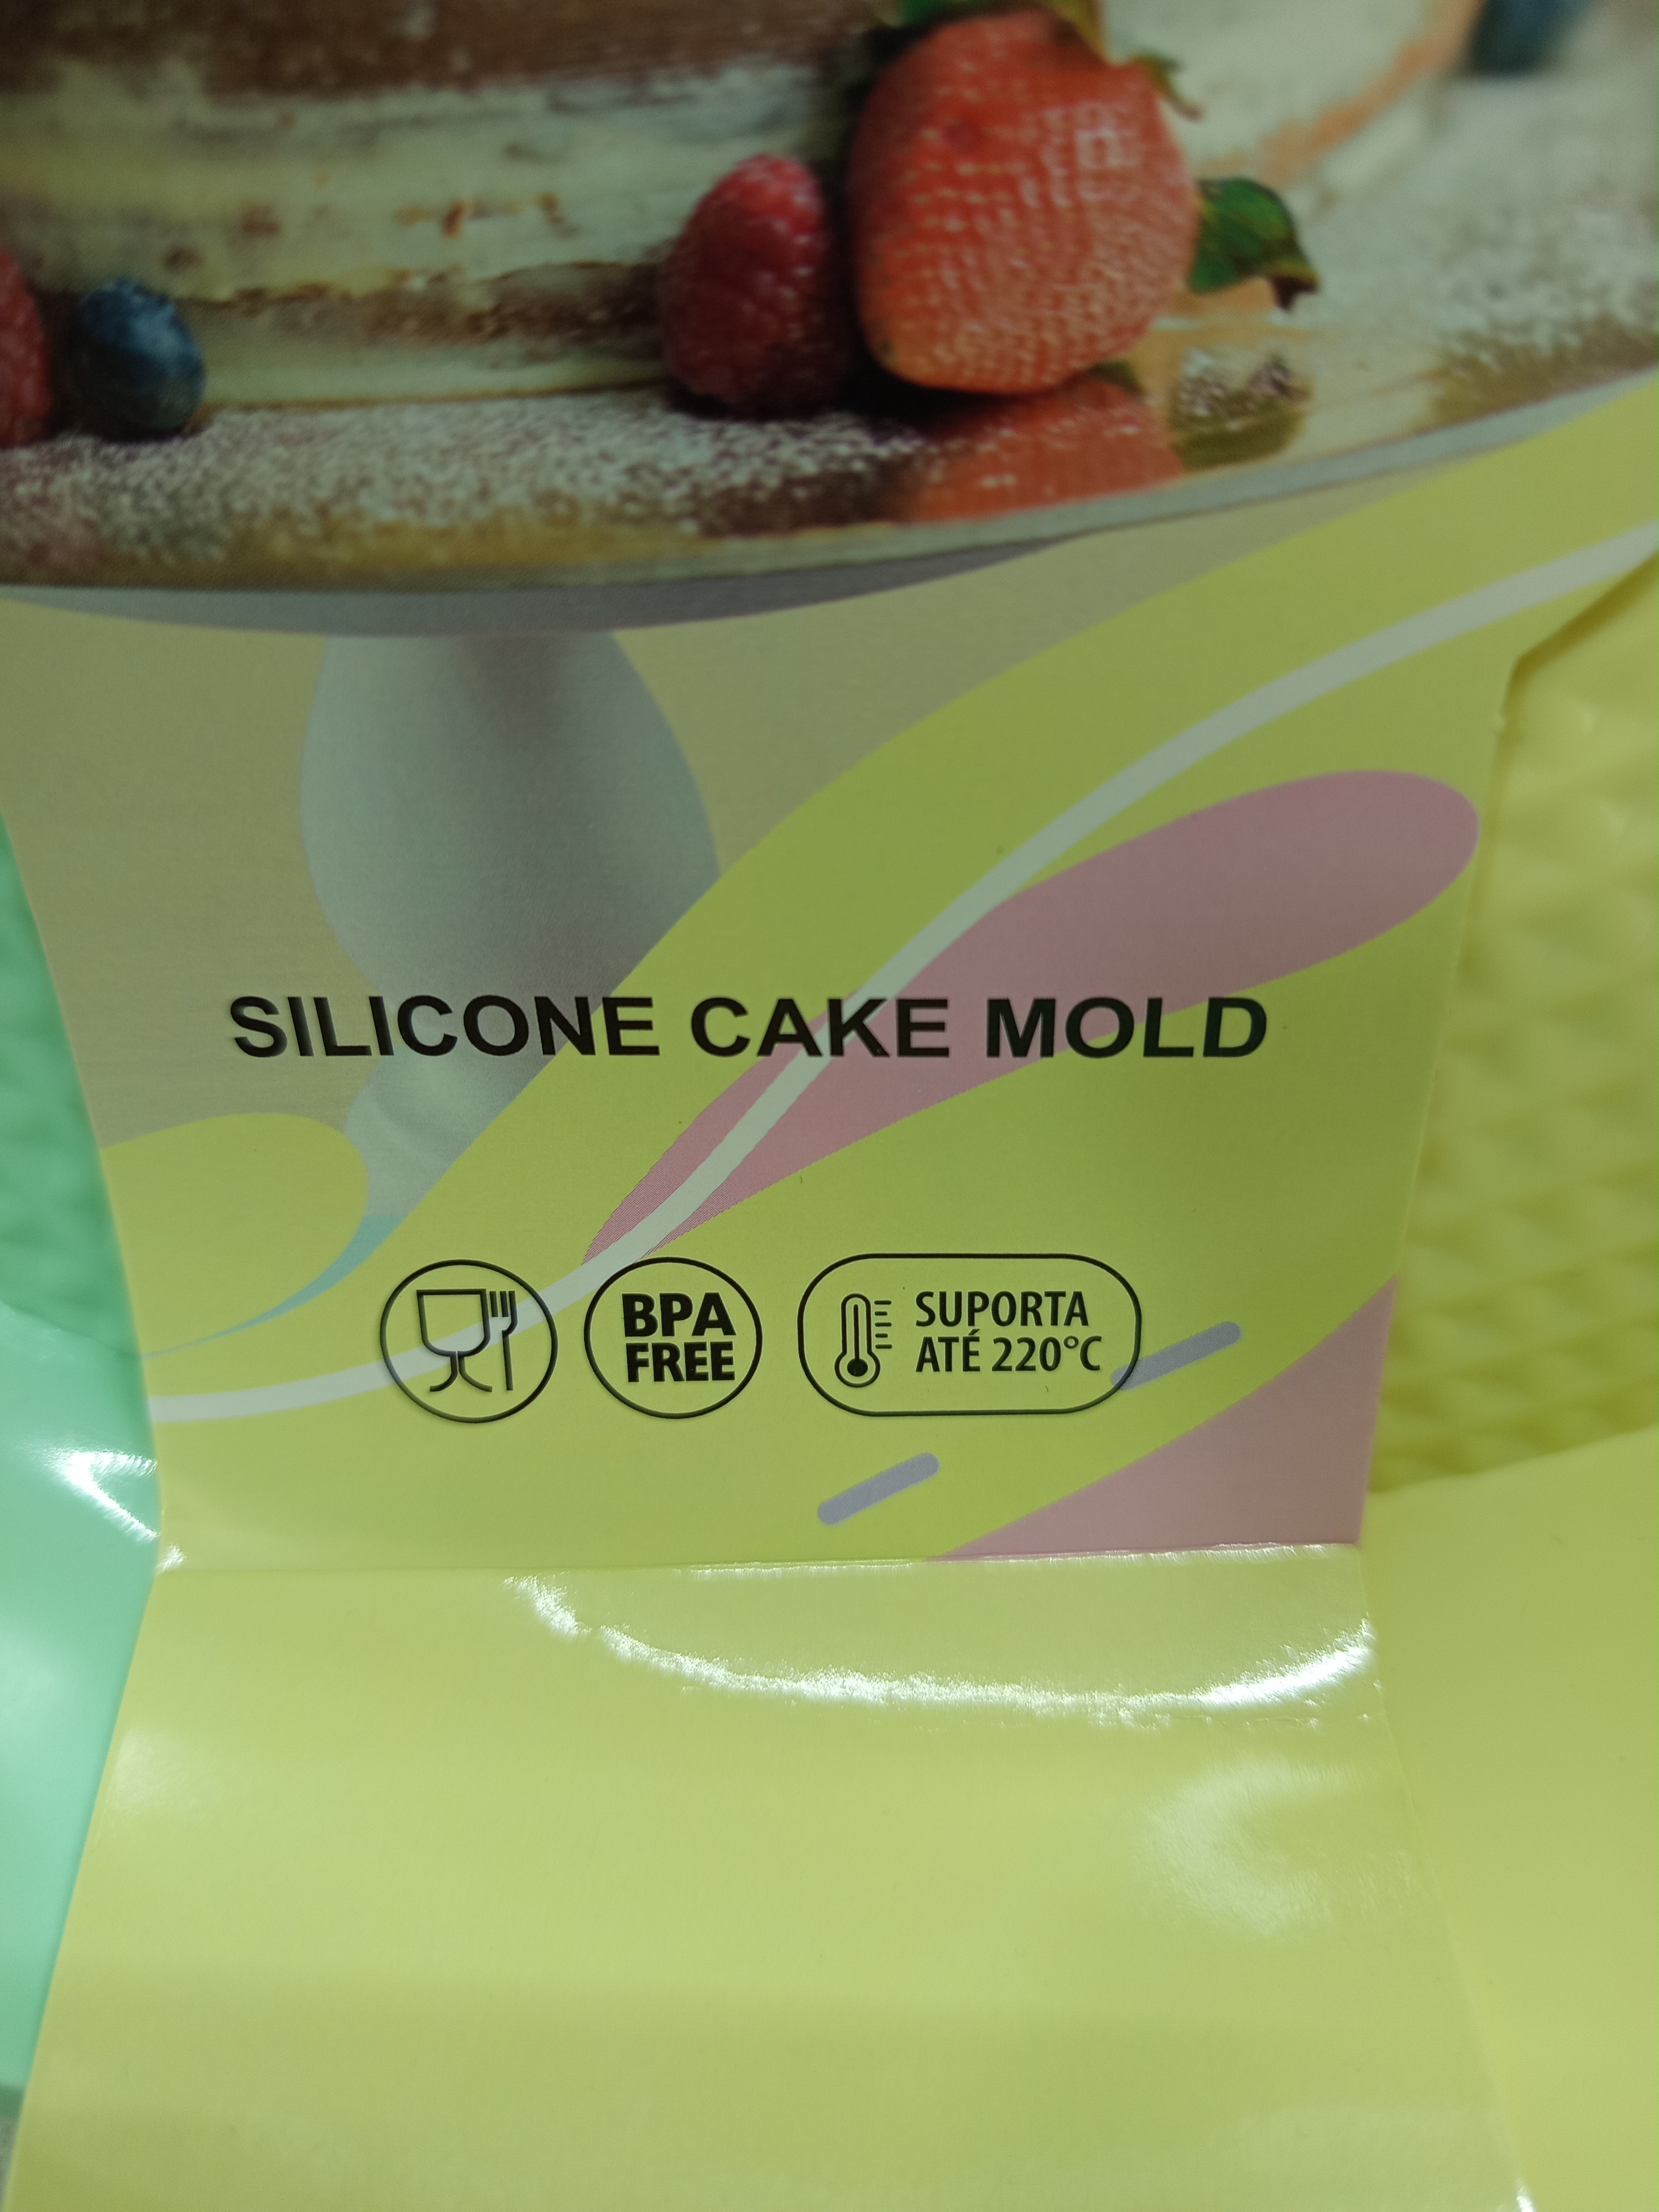 SILICONE CAKE MOLD
BPA
FREE
SUPORTA
ATÉ 220°C